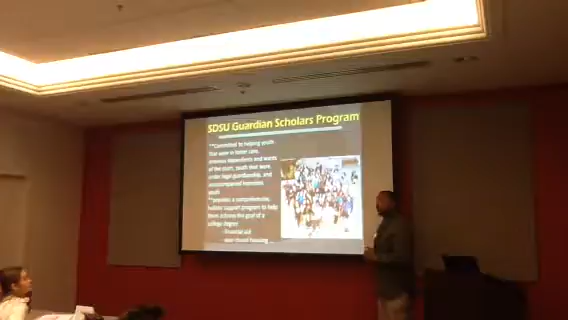 SDSU Guardian Scholars Program
**Committed to helping youth
that were in foster care,
previous dependents and wards
of the court, youth that were
under legal guardianship, and
unaccompanied homeless
youth
**provides a comprehensive,
holistic support program to help
them achieve the goal of a
college degree
- financial aid
- year-round housing